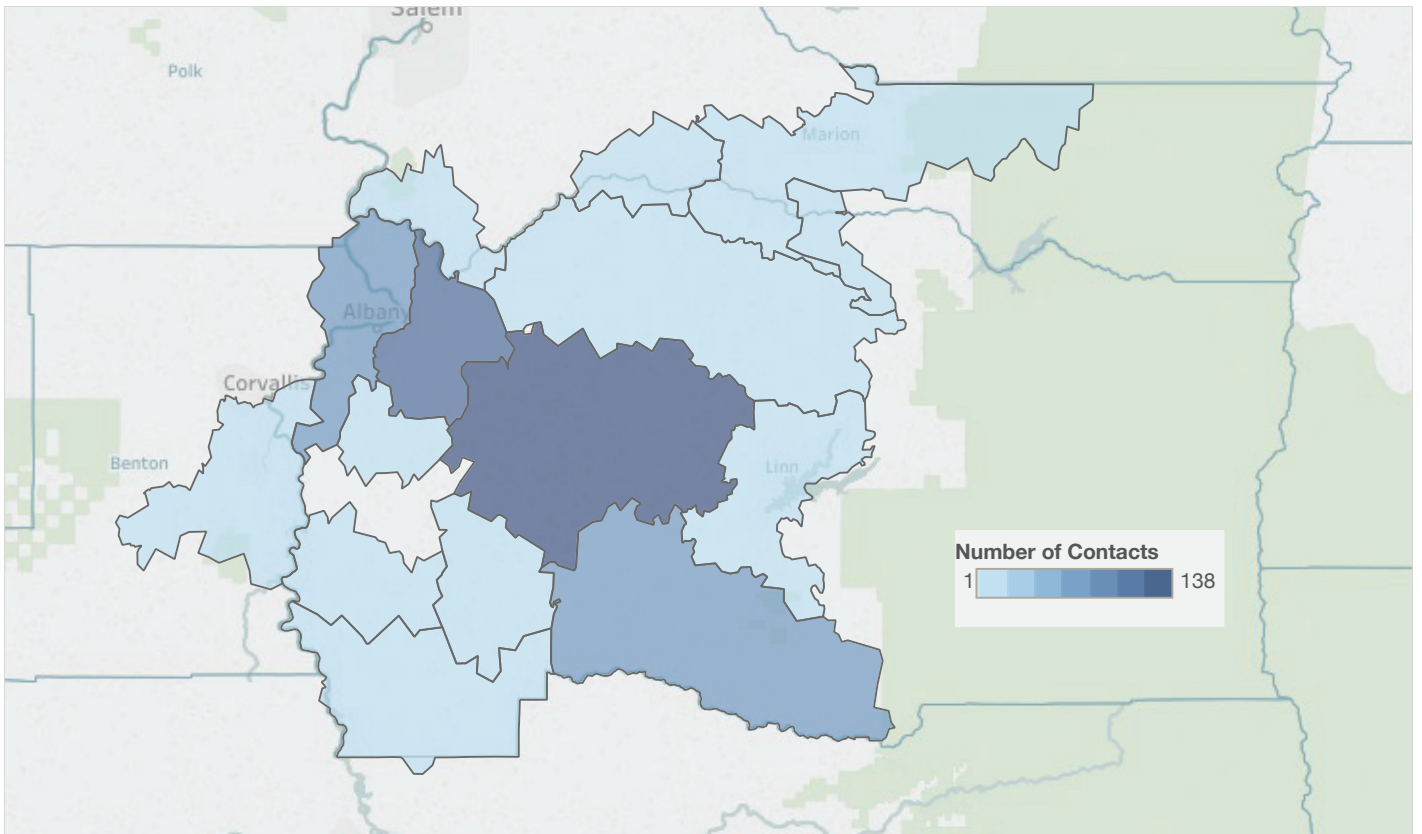 Salem
Polk
Marion
Albany
Corvallis
Benton
Linn
Number of Contacts
1 138